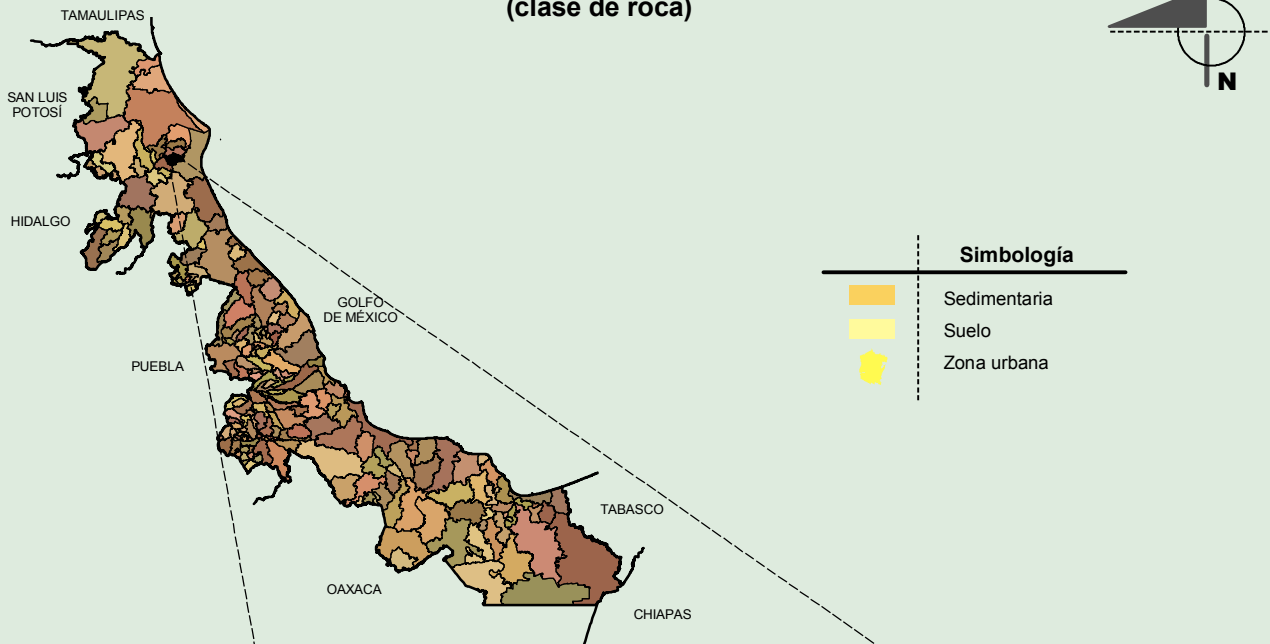 (clase de roca)
TAMAULIPAS
N
SAN LUIS
POTOSÍ
HIDALGO
GOLFO
DE MÉXICO
PUEBLA
TABASCO
OAXACA
CHIAPAS
Simbología
Sedimentaria
Suelo
Zona urbana